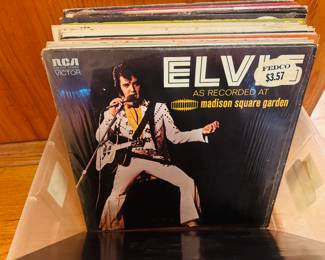 RCA
VICTOR
ELVIS
FEDCO
$3.57
AS RECORDED AT
madison square garden